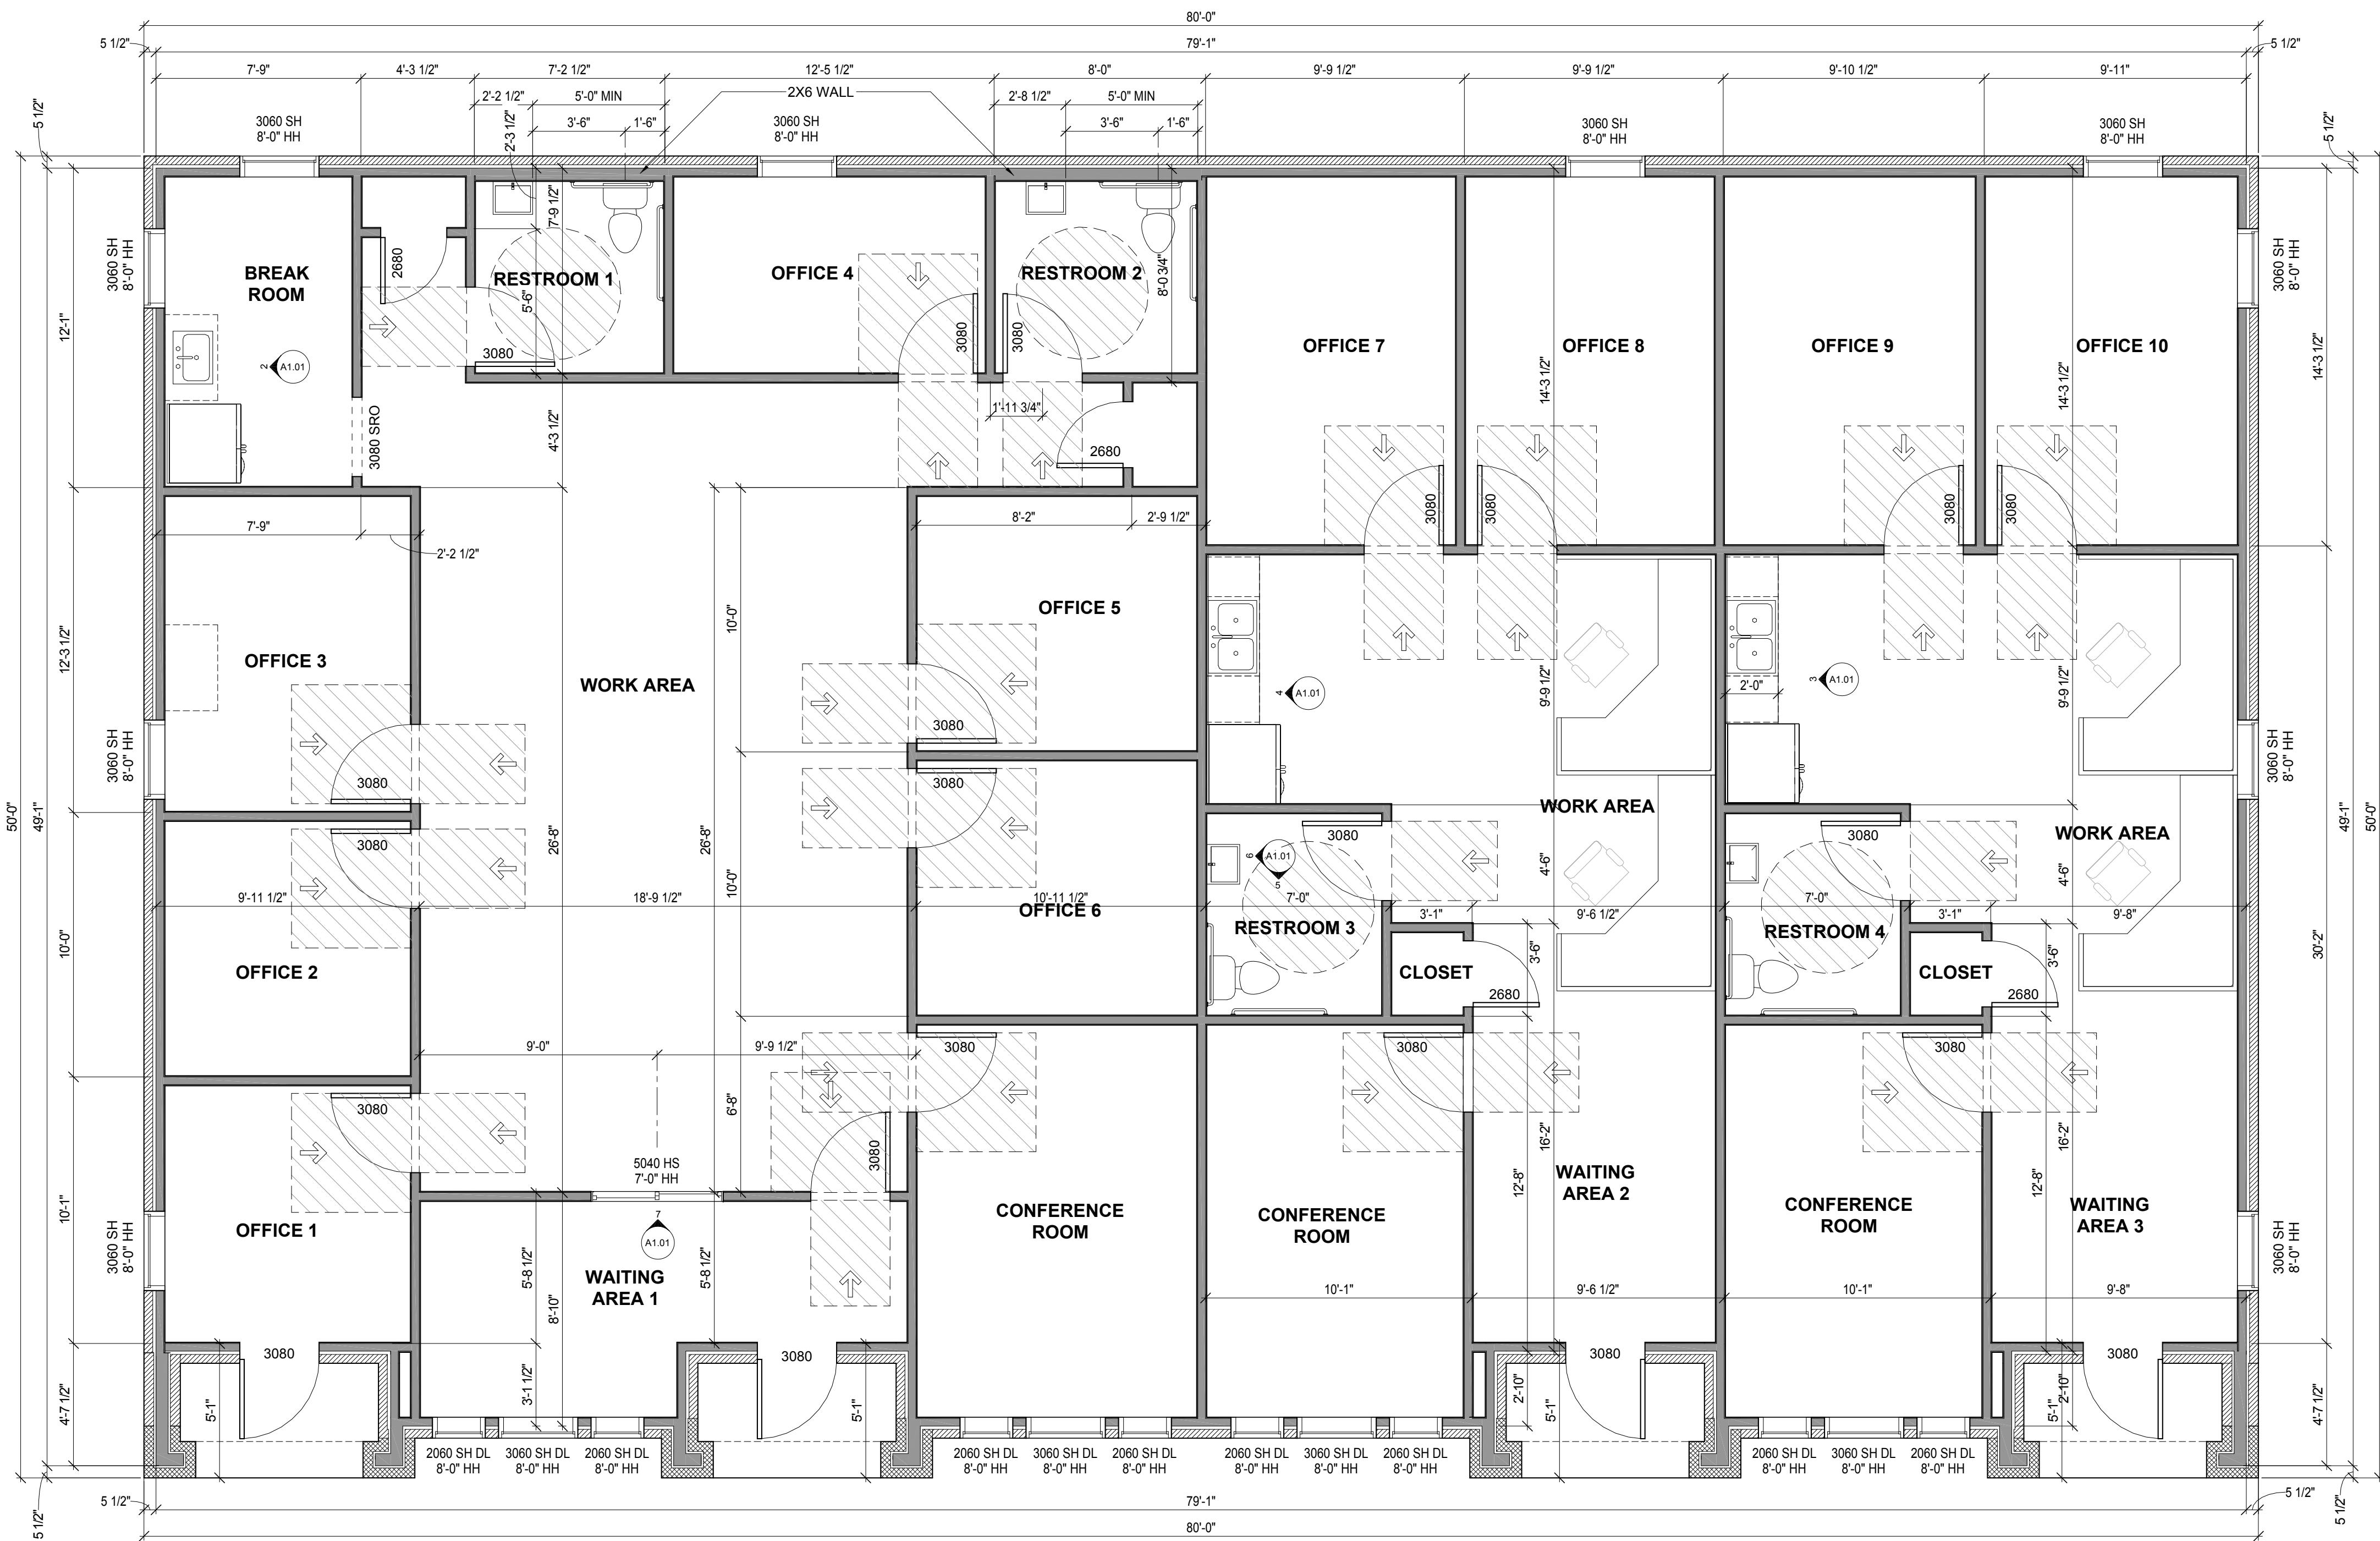 80'-0"
5 1/2"
79'-1"
5 1/2"
7'-9"
4'-3 1/2"
7'-2 1/2"
12'-5 1/2"
8'-0"
9'-9 1/2"
9'-9 1/2"
9'-10 1/2"
9'-11"
2'-2 1/2"
5'-0" MIN
2X6 WALL
2'-8 1/2"
5'-0" MIN
5 1/2"
3060 SH
8'-0" HH
2'-3 1/2"
3'-6"
1'-6"
3060 SH
8'-0" HH
3'-6"
1'-6"
3060 SH
8'-0" HH
3060 SH
8'-0" HH
5 1/2"
7'-9 1/2"
3060 SH
8'-0" HH
BREAK
ROOM
2680
RESTROOM 1
5'-6"
OFFICE 4
RESTROOM 2
8'-0 3/4"
3060 SH
8'-0" HH
12'-1"
2
A1.01
3080
3080
3080
OFFICE 7
OFFICE 8
OFFICE 9
OFFICE 10
14'-3 1/2"
14'-3 1/2"
14'-3 1/2"
3080 SRO
4'-3 1/2"
1'-11 3/4"
2680
3080
3080
3080
3080
7'-9"
2'-2 1/2"
8'-2"
2'-9 1/2"
10'-0"
OFFICE 5
12'-3 1/2"
OFFICE 3
WORK AREA
4
A1.01
9'-9 1/2"
2'-0"
3
A1.01
9'-9 1/2"
3060 SH
8'-0" HH
3080
3080
3080
3060 SH
8'-0" HH
50'-0"
49'-1"
3080
26'-8"
26'-8"
WORK AREA
3080
3080
WORK AREA
49'-1"
50'-0"
6
A1.01
5
4'-6"
4'-6"
10'-0"
9'-11 1/2"
18'-9 1/2"
10'-0"
10'-11 1/2"
OFFICE 6
7'-0"
3'-1"
9'-6 1/2"
7'-0"
3'-1"
9'-8"
RESTROOM 3
RESTROOM 4
3'-6"
3'-6"
30'-2"
OFFICE 2
CLOSET
CLOSET
2680
2680
9'-0"
9'-9 1/2"
3080
3080
3080
3080
6'-8"
3080
16'-2"
16'-2"
5040 HS
7'-0" HH
12'-8"
12'-8"
10'-1"
3060 SH
8'-0" HH
OFFICE 1
7
A1.01
5'-8 1/2"
8'-10"
5'-8 1/2"
WAITING
AREA 1
CONFERENCE
ROOM
CONFERENCE
ROOM
WAITING
AREA 2
CONFERENCE
ROOM
WAITING
AREA 3
3060 SH
8'-0" HH
10'-1"
9'-6 1/2"
10'-1"
9'-8"
3080
3080
3080
3080
4'-7 1/2"
5'-1"
3'-1 1/2"
5'-1"
2'-10"
5'-1"
5'-1"
2'-10"
4'-7 1/2"
2060 SH DL
8'-0" HH
3060 SH DL
8'-0" HH
2060 SH DL
8'-0" HH
2060 SH DL
8'-0" HH
3060 SH DL
8'-0" HH
2060 SH DL
8'-0" HH
2060 SH DL
8'-0" HH
3060 SH DL
8'-0" HH
2060 SH DL
8'-0" HH
2060 SH DL
8'-0" HH
3060 SH DL
8'-0" HH
2060 SH DL
8'-0" HH
5 1/2"
5 1/2"
79'-1"
5 1/2"
5 1/2"
80'-0"